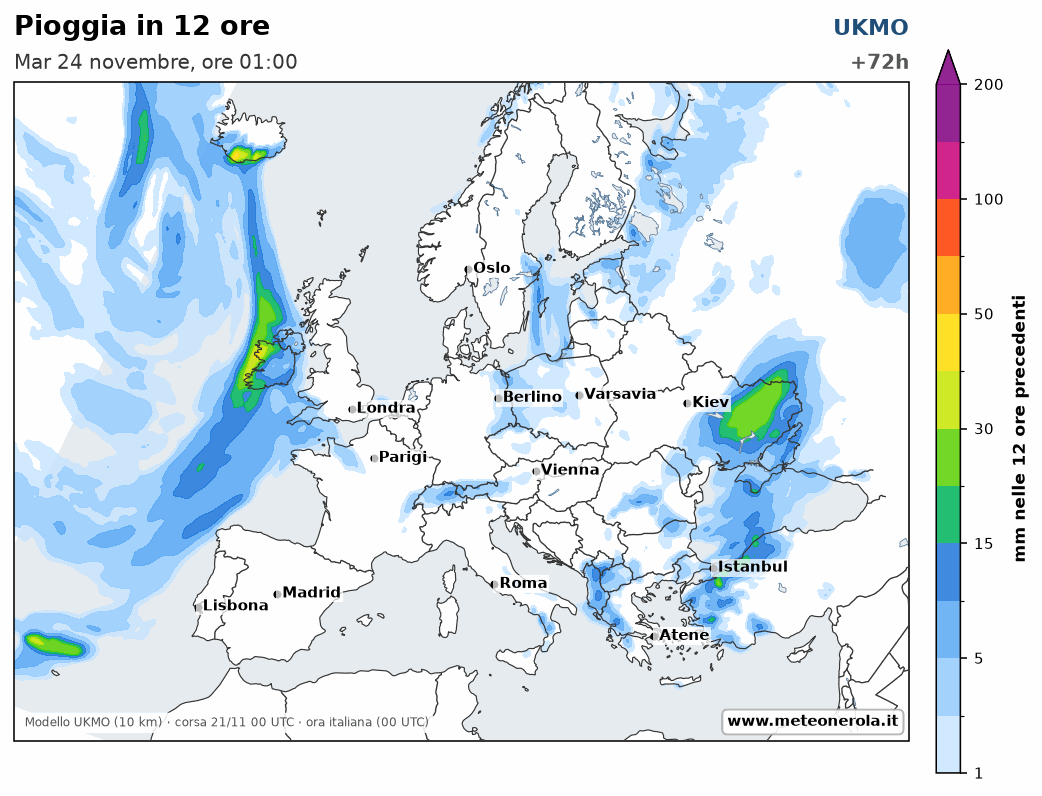 Pioggia in 12 ore
UKMO
Mar 24 novembre, ore 01:00
+72h
200
100
50
30
15
5
1
mm nelle 12 ore precedenti
Oslo
Berlino
Varsavia
Kiev
Londra
Parigi
Vienna
Istanbul
Roma
Madrid
Lisbona
Atene
Modello UKMO (10 km) · corsa 21/11 00 UTC · ora italiana (00 UTC)
www.meteonerola.it